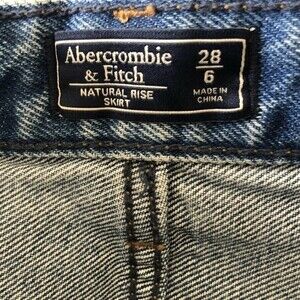 Abercrombie
& Fitch
NATURAL RISE
SKIRT
28
6
MADE IN
CHINA